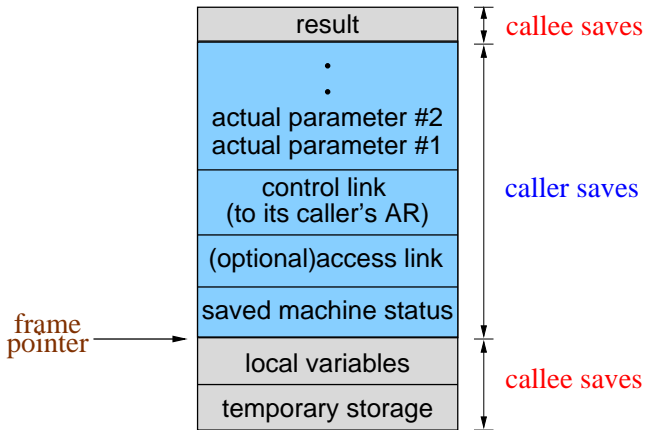 result
callee saves
actual parameter #2
actual parameter #1
control link
(to its caller's AR)
caller saves
(optional)access link
saved machine status
frame
pointer
local variables
callee saves
temporary storage